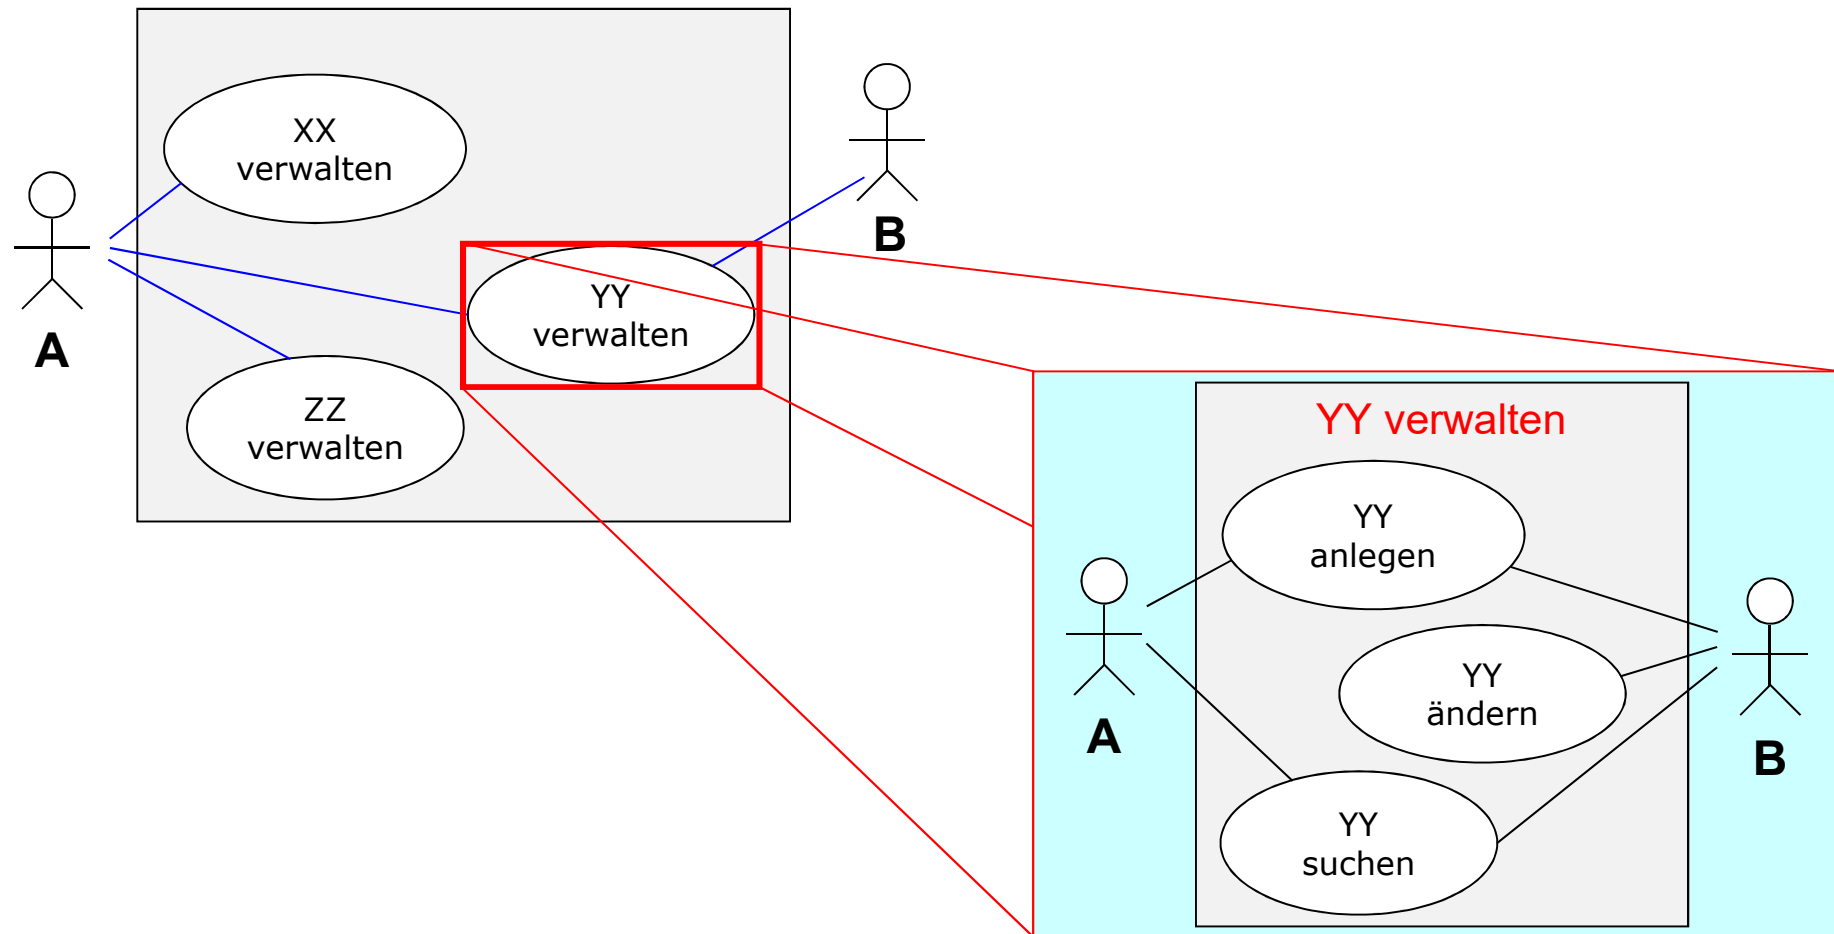 XX
verwalten
B
YY
verwalten
A
ZZ
verwalten
YY verwalten
YY
anlegen
A
YY
ändern
B
YY
suchen